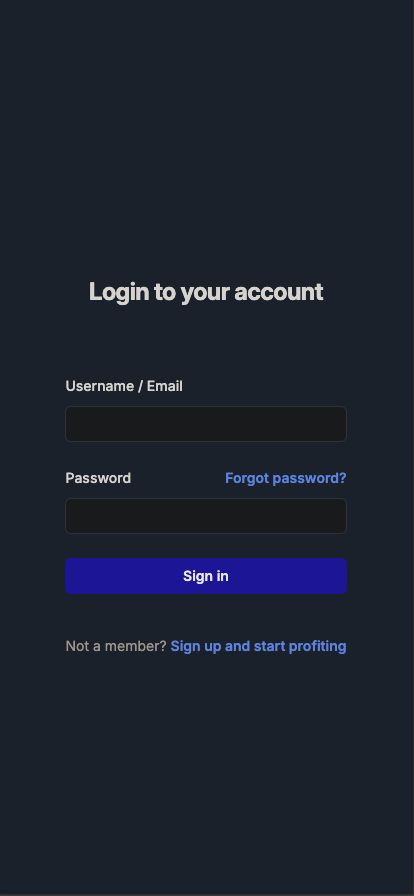 Login to your account
Username / Email
Password Forgot password?
Sign in
Not a member? Sign up and start profiting